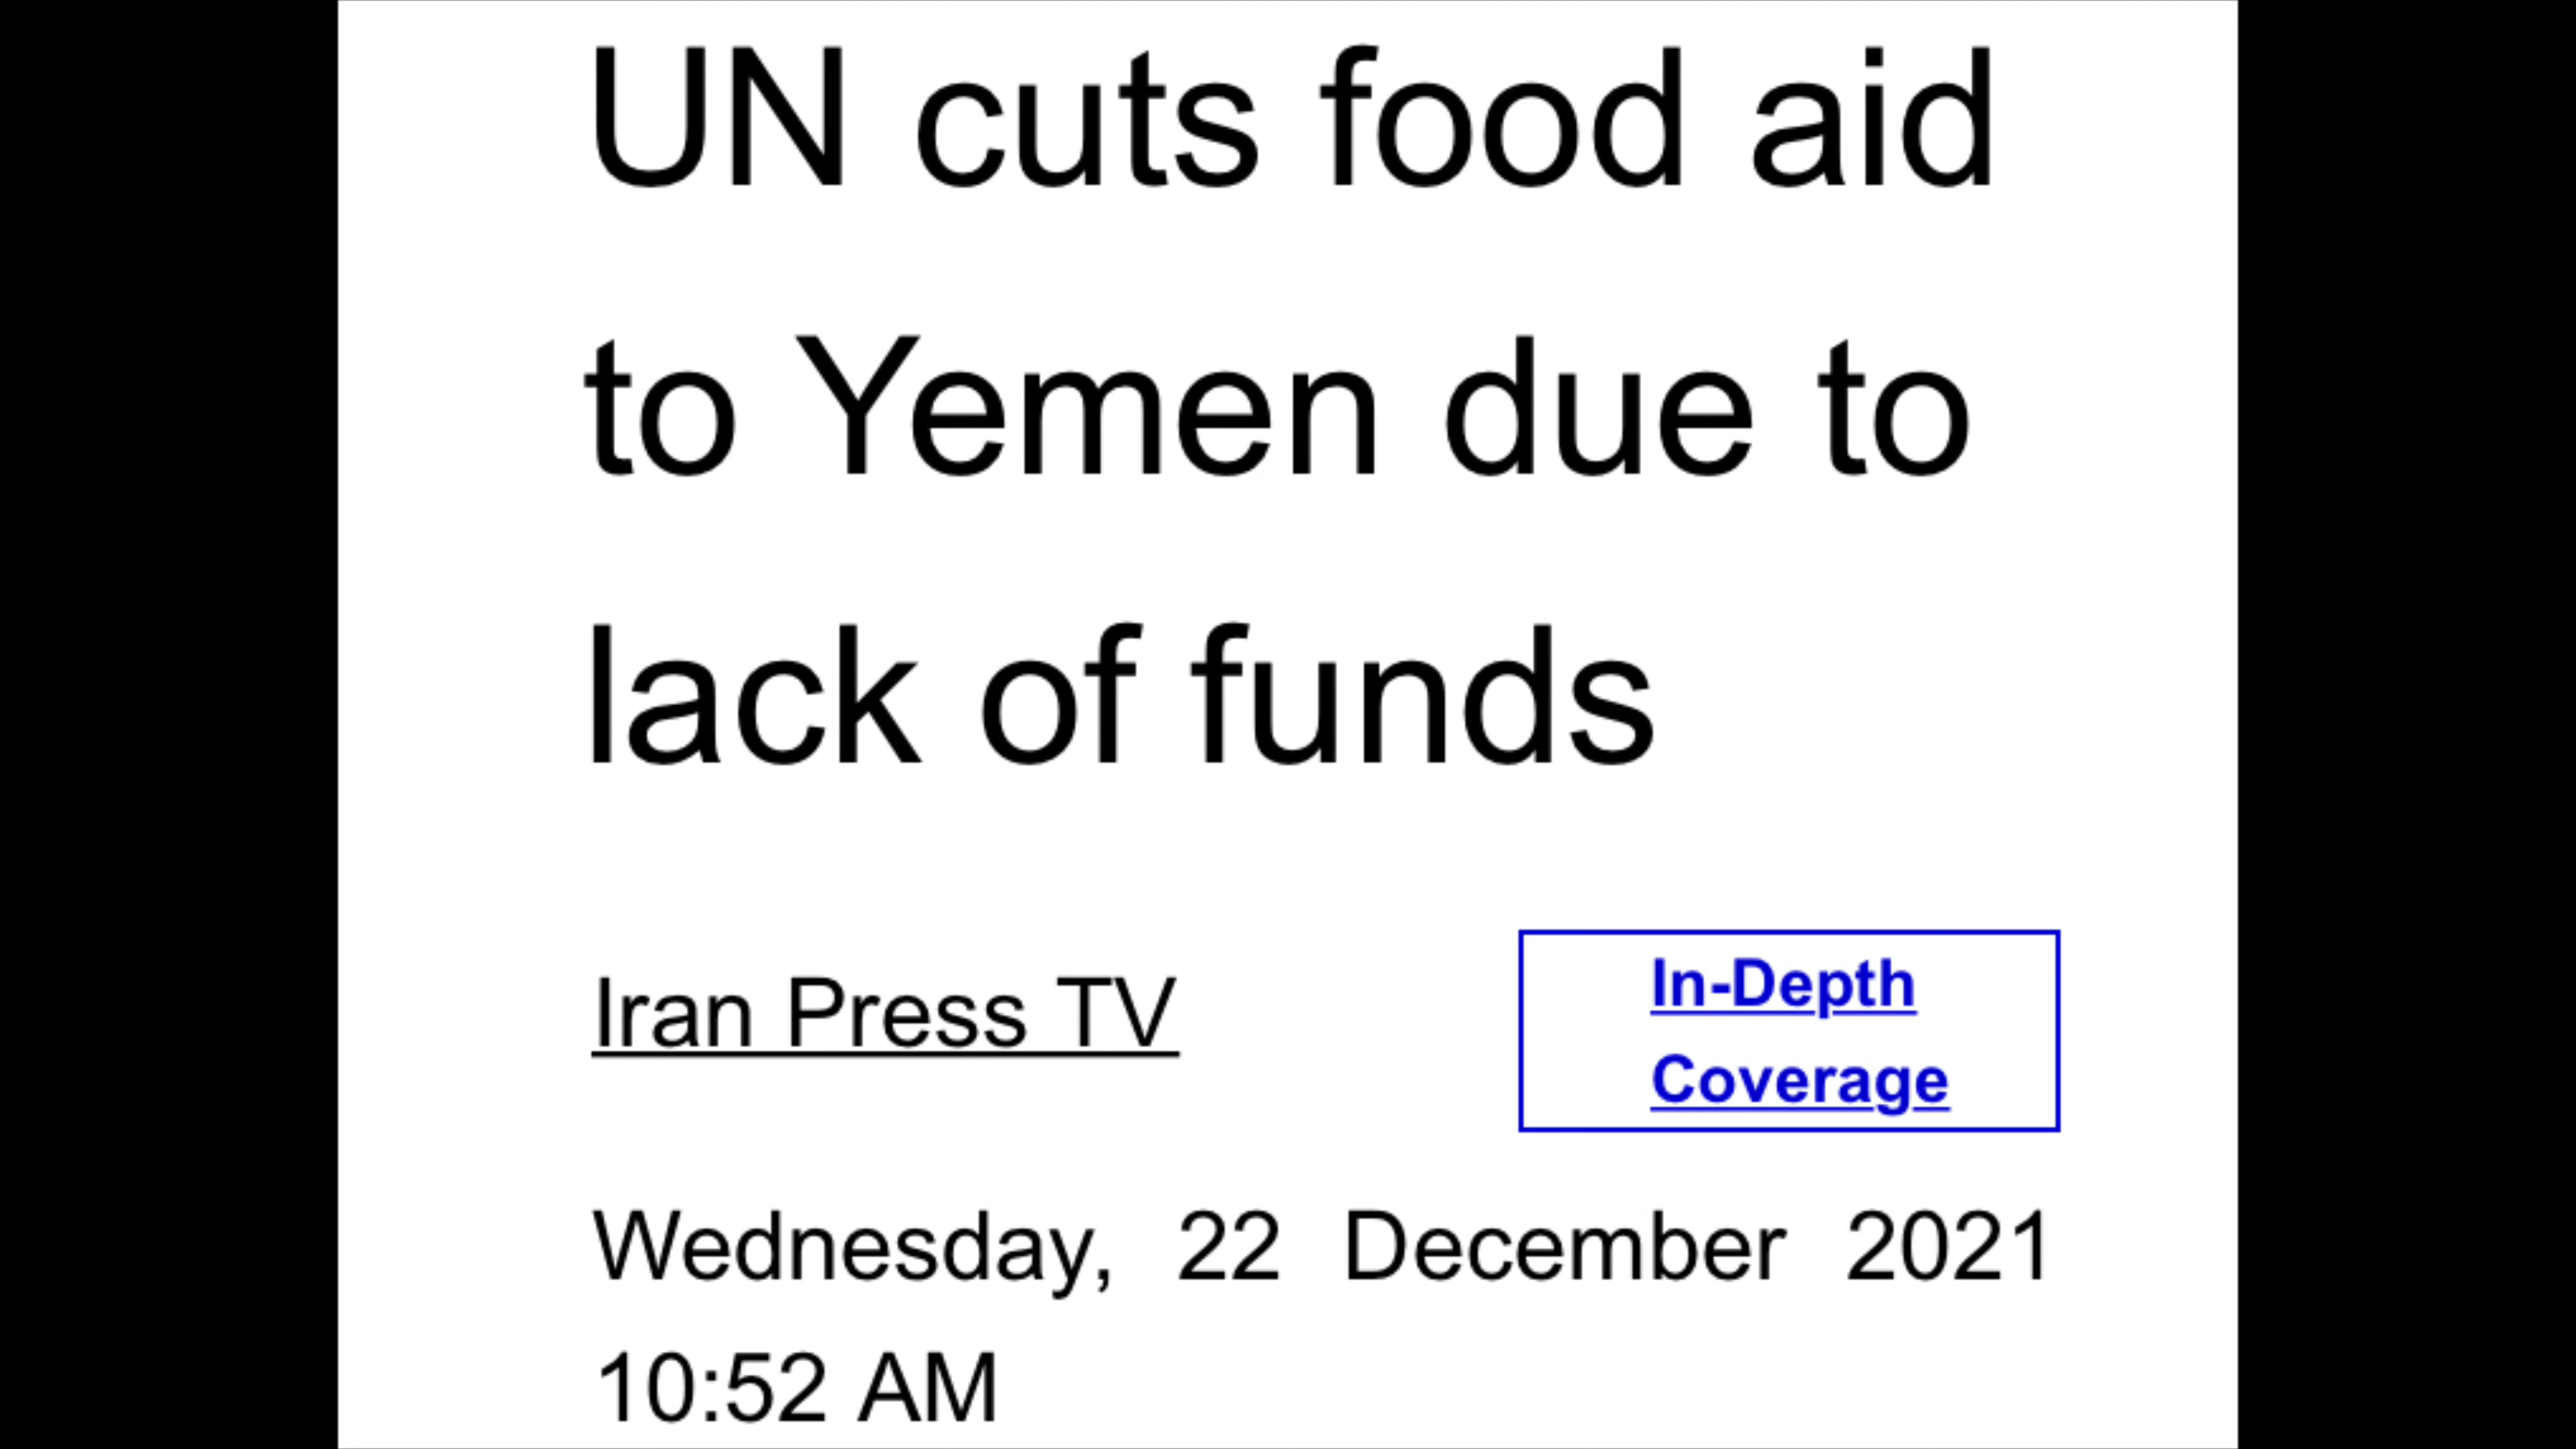 UN cuts food aid
to Yemen due to
lack of funds
Iran Press TV
In-Depth
Coverage
Wednesday, 22 December 2021
10:52 AM